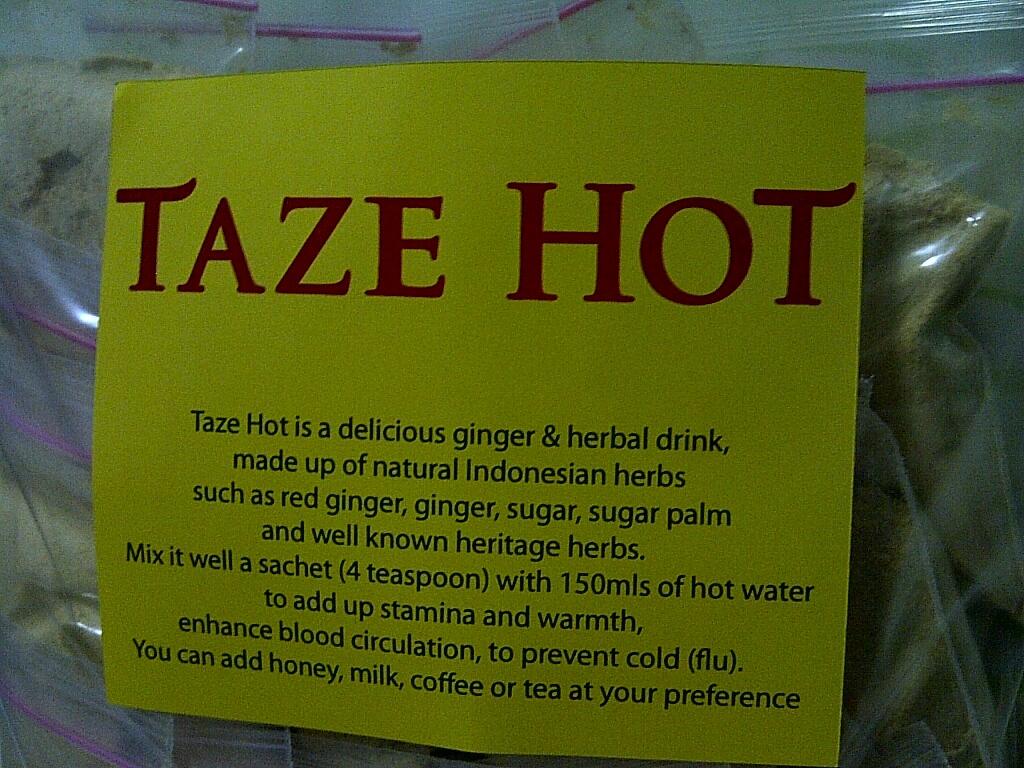 TAZE HOT
Taze Hot is a delicious ginger & herbal drink,
made up of natural Indonesian herbs
such as red ginger, ginger, sugar, sugar palm
and well known heritage herbs.
Mix it well a sachet (4 teaspoon) with 150mls of hot water
to add up stamina and warmth,
enhance blood circulation, to prevent cold (flu).
You can add honey, milk, coffee or tea at your preference